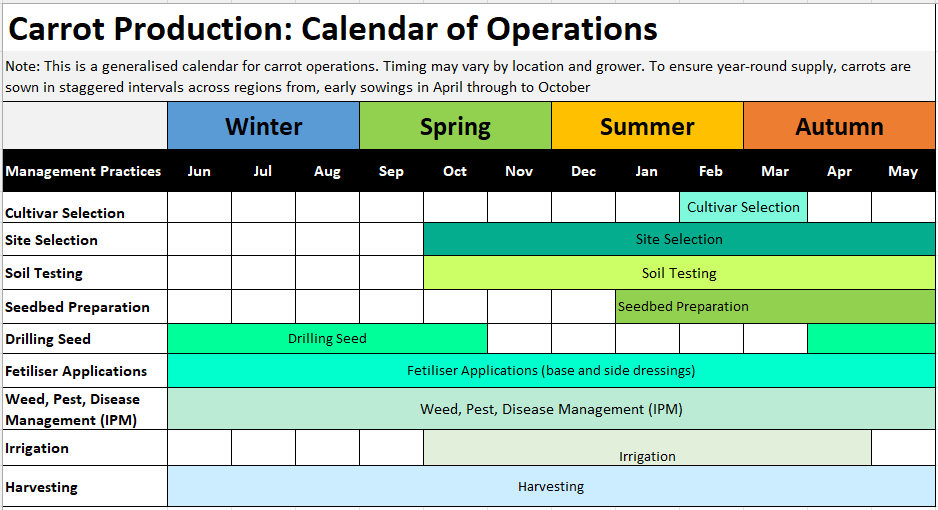 Carrot Production: Calendar of Operations
Note: This is a generalised calendar for carrot operations. Timing may vary by location and grower. To ensure year-round supply, carrots are
sown in staggered intervals across regions from, early sowings in April through to October
Winter Spring Summer Autumn
Management Practices Jun Jul Aug Sep Oct Nov Dec Jan Feb Mar Apr May
Cultivar Selection Cultivar Selection
Site Selection Site Selection
Soil Testing Soil Testing
Seedbed Preparation Seedbed Preparation
Drilling Seed Drilling Seed
Fetiliser Applications Fetiliser Applications (base and side dressings)
Weed, Pest, Disease
Management (IPM) Weed, Pest, Disease Management (IPM)
Irrigation Irrigation
Harvesting Harvesting